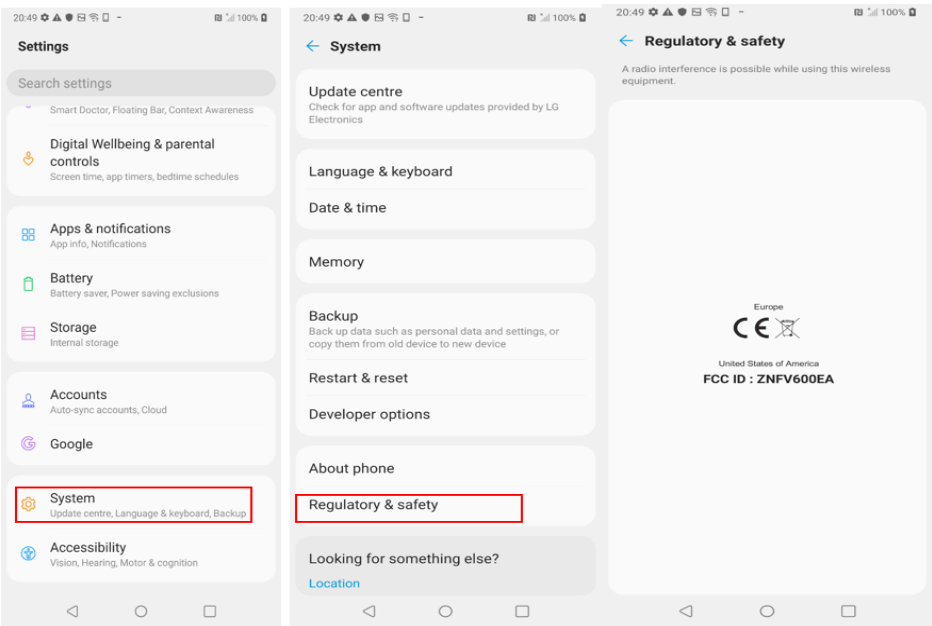 20:49 100%
Settings
Search settings
Smart Doctor, Floating Bar, Context Awareness
Digital Wellbeing & parental
controls
Screen time, app timers, bedtime schedules
Apps & notifications
App info, Notifications
Battery
Battery saver, Power saving exclusions
Storage
Internal storage
Accounts
Auto-sync accounts, Cloud
Google
System
Update centre, Language & keyboard, Backup
Accessibility
Vision, Hearing, Motor & cognition
20:49 100%
System
Update centre
Check for app and software updates provided by LG
Electronics
Language & keyboard
Date & time
Memory
Backup
Back up data such as personal data and settings, or
copy them from old device to new device
Restart & reset
Developer options
About phone
Regulatory & safety
Looking for something else?
Location
20:49 100%
Regulatory & safety
A radio interference is possible while using this wireless
equipment.
Europe
CE
United States of America
FCC ID : ZNFV600EA